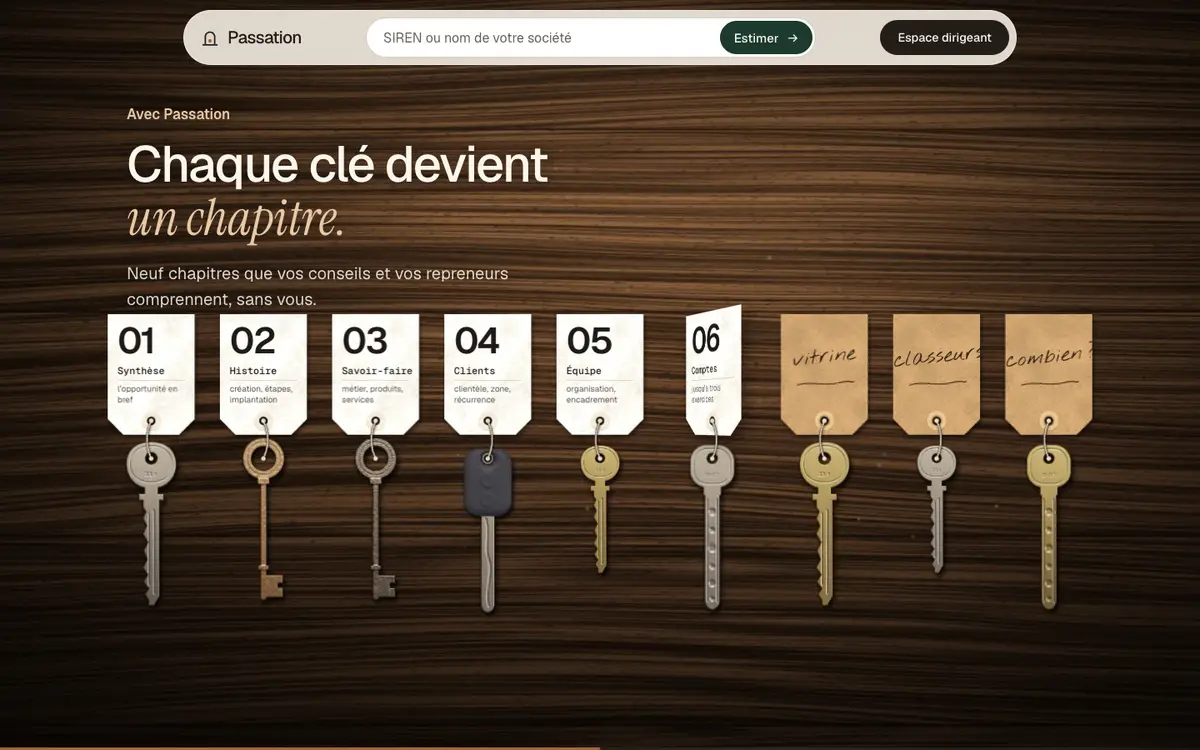 Passation
SIREN ou nom de votre société
Estimer →
Espace dirigeant
Avec Passation
Chaque clé devient
un chapitre.
Neuf chapitres que vos conseils et vos repreneurs
comprennent, sans vous.
01
Synthèse
l'opportunité en
bref
02
Histoire
création, étapes,
implantation
03
Savoir-faire
métier, produits,
services
04
Clients
clientèle, zone,
récurrence
05
Équipe
organisation,
encadrement
06
Comptes
jusqu'à trois
exercices
vitrine
classeurs
combien ?